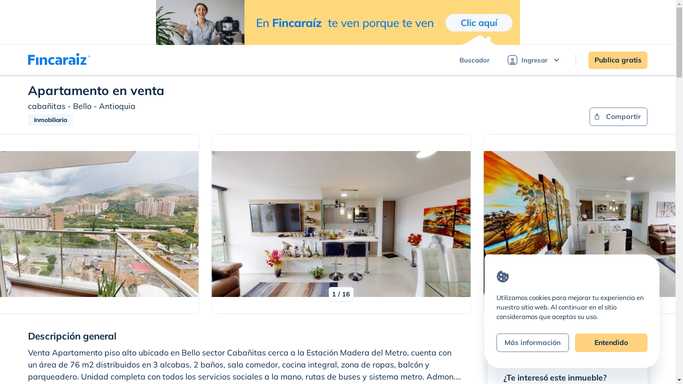 En Fincaraíz te ven porque te ven
Clic aquí
Fincaraíz
Buscador
Ingresar
Publica gratis
Apartamento en venta
cabañitas - Bello - Antioquia
Inmobiliaria
Compartir
1 / 16
Descripción general
Venta Apartamento piso alto ubicado en Bello sector Cabañitas cerca a la Estación Madera del Metro, cuenta con
un área de 76 m2 distribuidos en 3 alcobas, 2 baños, sala comedor, cocina integral, zona de ropas, balcón y
parqueadero. Unidad completa con todos los servicios sociales a la mano, rutas de buses y sistema metro. Admon....
Utilizamos cookies para mejorar tu experiencia en
nuestro sitio web. Al continuar en el sitio
consideramos que aceptas su uso.
Más información
Entendido
¿Te interesó este inmueble?